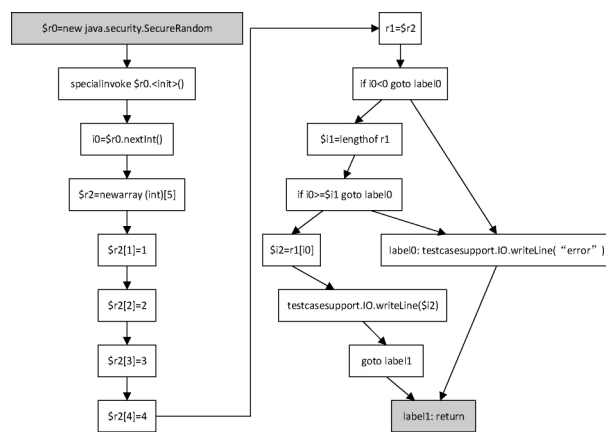 $r0=new java.security.SecureRandom
specialinvoke $r0.<init>()
i0=$r0.nextInt()
$r2=newarray (int)[5]
$r2[1]=1
$r2[2]=2
$r2[3]=3
$r2[4]=4
r1=$r2
if i0<0 goto label0
$i1=lengthof r1
if i0>=$i1 goto label0
$i2=r1[i0]
label0: testcasesupport.IO.writeLine(“error”)
testcasesupport.IO.writeLine($i2)
goto label1
label1: return